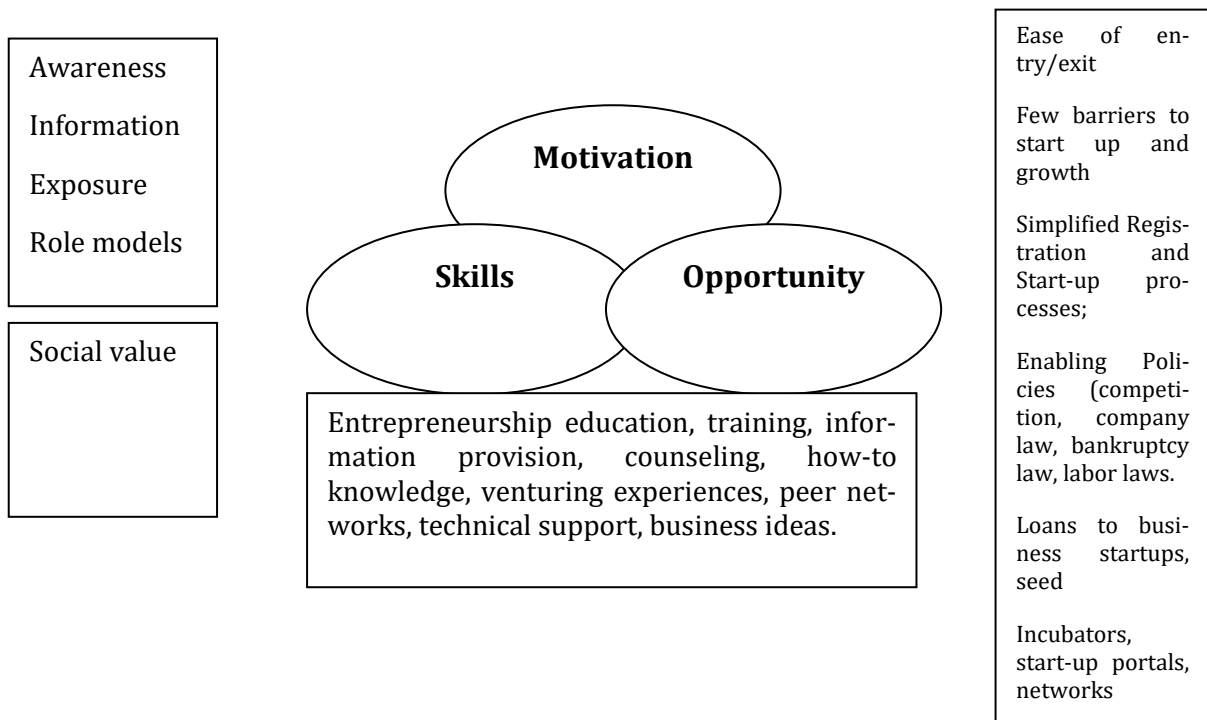 Awareness
Information
Exposure
Role models
Social value
Motivation
Skills
Opportunity
Entrepreneurship education, training, infor-
mation provision, counseling, how-to
knowledge, venturing experiences, peer net-
works, technical support, business ideas.
Ease of en-
try/exit
Few barriers to
start up and
growth
Simplified Regis-
tration and
Start-up pro-
cesses;
Enabling Poli-
cies (competi-
tion, company
law, bankruptcy
law, labor laws.
Loans to busi-
ness startups,
seed
Incubators,
start-up portals,
networks